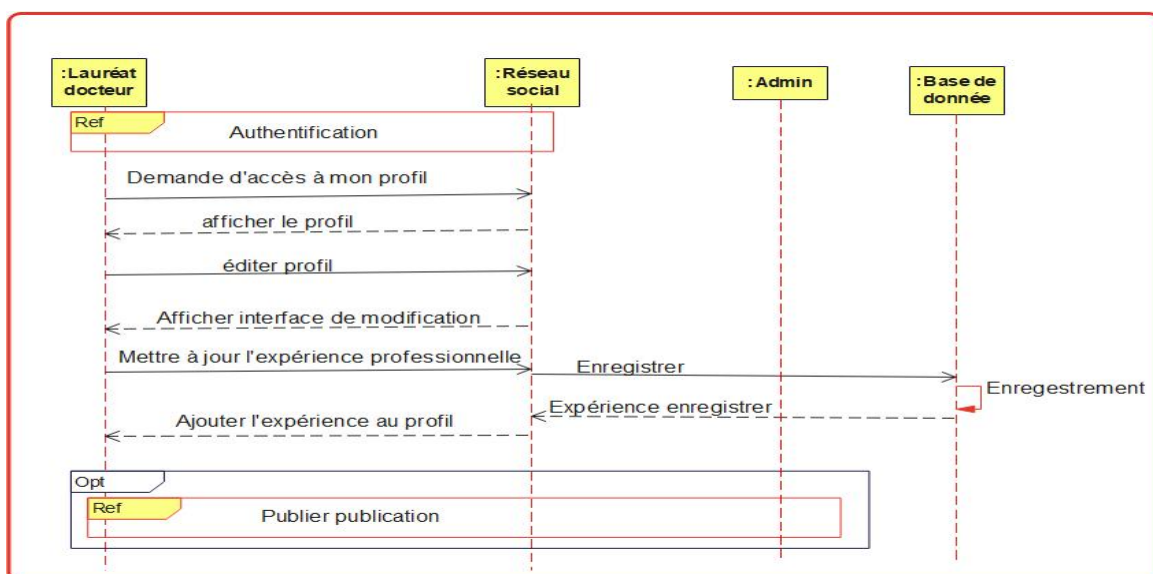 :Lauréat
docteur
:Réseau
social
:Admin
:Base de
donnée
Ref
Authentification
Demande d'accès à mon profil
afficher le profil
éditer profil
Afficher interface de modification
Mettre à jour l'expérience professionnelle
Enregistrer
Enregestrement
Expérience enregistrer
Ajouter l'expérience au profil
Opt
Ref
Publier publication